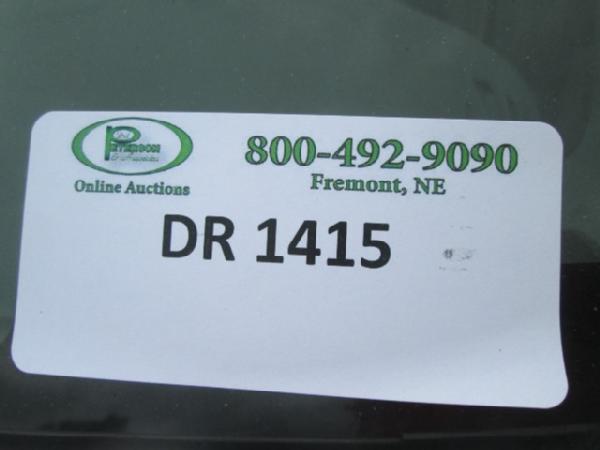 800-492-9090
Online Auctions
Fremont, NE
DR 1415